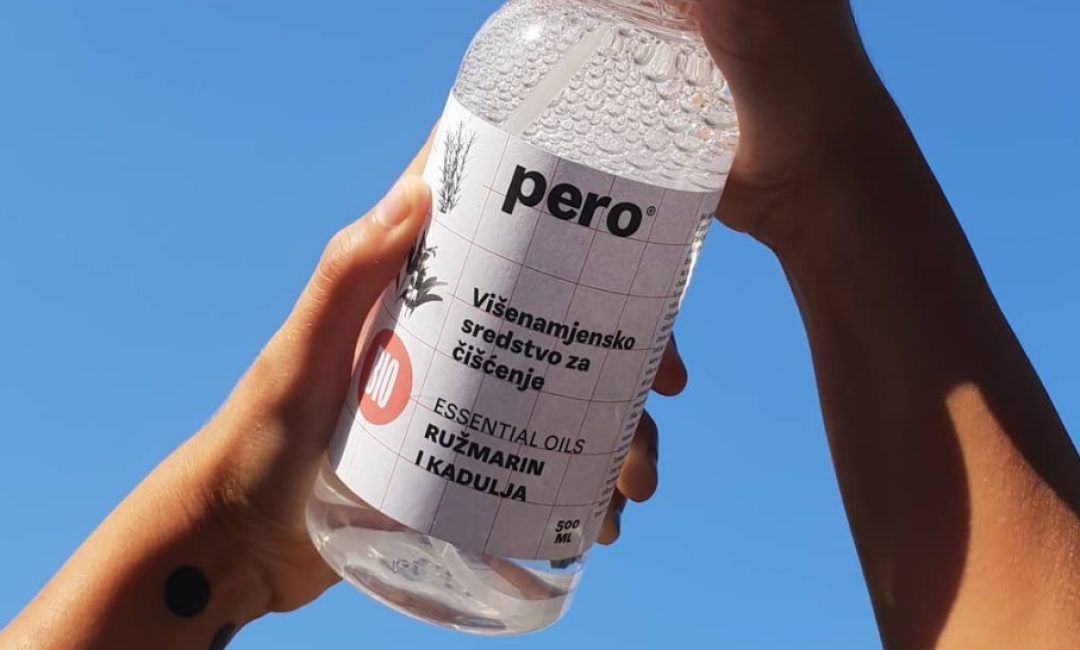 pero®
Višenamjensko
sredstvo za
čišćenje
BIO
ESSENTIAL OILS
RUŽMARIN
I KADULJA
500
ML